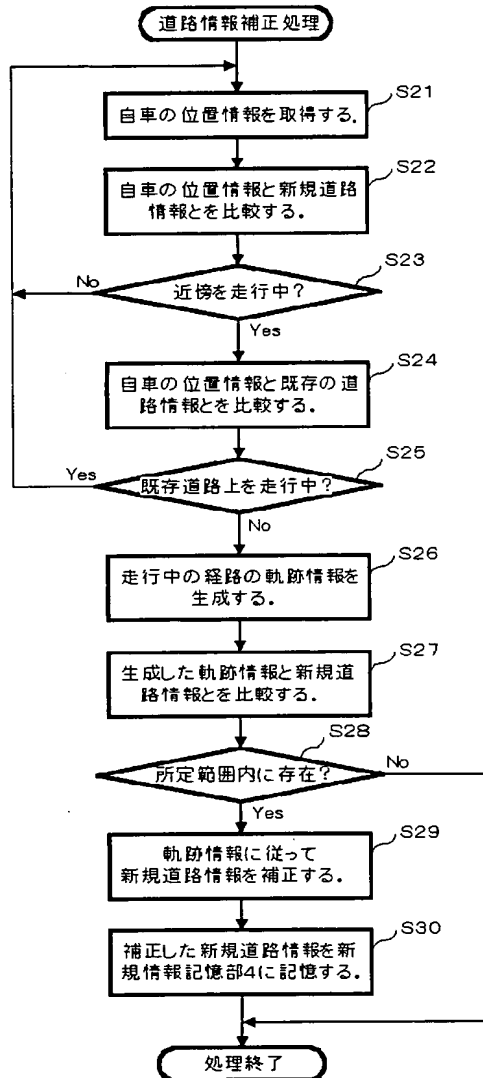 道路情報補正処理
S21
自車の位置情報を取得する。
S22
自車の位置情報と新規道路
情報とを比較する。
S23
No
近傍を走行中?
Yes
S24
自車の位置情報と既存の道
路情報とを比較する。
S25
Yes
既存道路上を走行中?
No
S26
走行中の経路の軌跡情報を
生成する。
S27
生成した軌跡情報と新規道
路情報とを比較する。
S28
No
所定範囲内に存在?
Yes
S29
軌跡情報に従って
新規道路情報を補正する。
S30
補正した新規道路情報を新
規情報記憶部4に記憶する。
処理終了